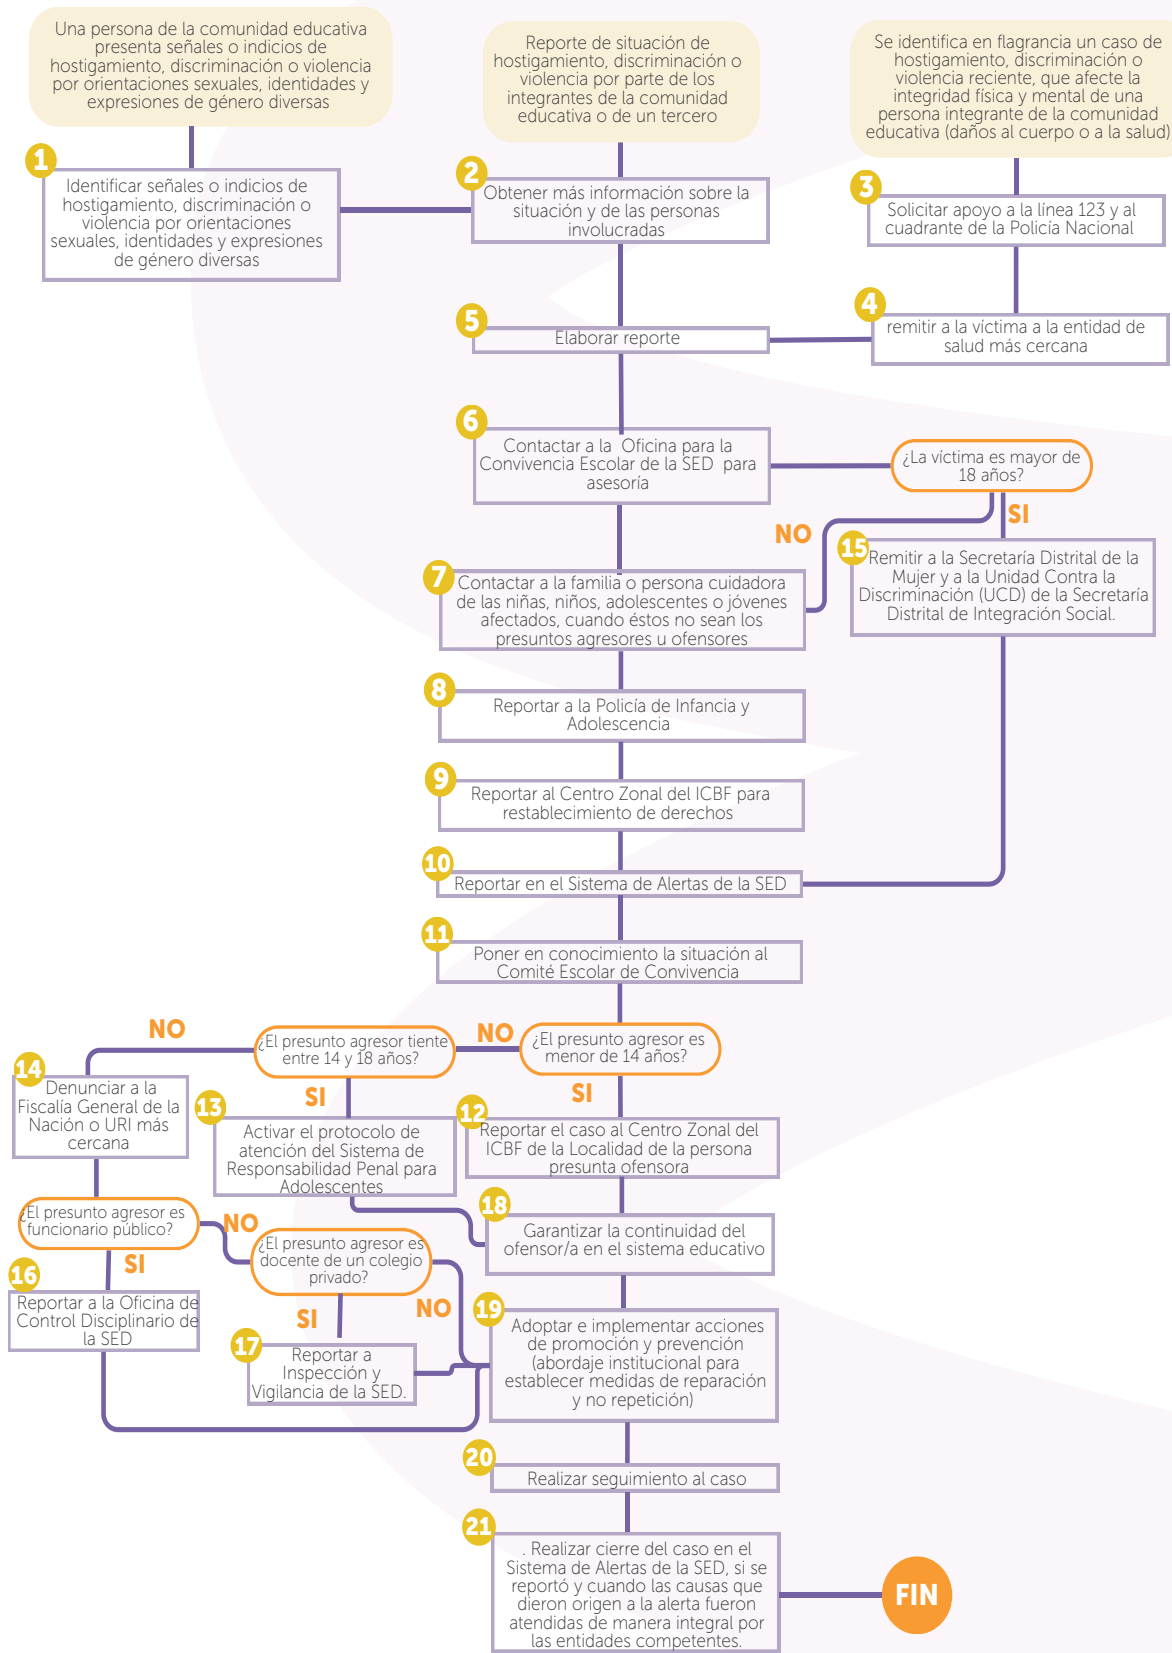 Una persona de la comunidad educativa
presenta señales o indicios de
hostigamiento, discriminación o violencia
por orientaciones sexuales, identidades y
expresiones de género diversas
Reporte de situación de
hostigamiento, discriminación o
violencia por parte de los
integrantes de la comunidad
educativa o de un tercero
Se identifica en flagrancia un caso de
hostigamiento, discriminación o
violencia reciente, que afecte la
integridad física y mental de una
persona integrante de la comunidad
educativa (daños al cuerpo o a la salud)
1
Identificar señales o indicios de
hostigamiento, discriminación o
violencia por orientaciones
sexuales, identidades y expresiones
de género diversas
2
Obtener más información sobre la
situación y de las personas
involucradas
3
Solicitar apoyo a la línea 123 y al
cuadrante de la Policía Nacional
4
remitir a la víctima a la entidad de
salud más cercana
5
Elaborar reporte
6
Contactar a la Oficina para la
Convivencia Escolar de la SED para
asesoría
¿La víctima es mayor de
18 años?
NO
SI
15
Remitir a la Secretaría Distrital de la
Mujer y a la Unidad Contra la
Discriminación (UCD) de la Secretaría
Distrital de Integración Social.
7
Contactar a la familia o persona cuidadora
de las niñas, niños, adolescentes o jóvenes
afectados, cuando éstos no sean los
presuntos agresores u ofensores
8
Reportar a la Policía de Infancia y
Adolescencia
9
Reportar al Centro Zonal del ICBF para
restablecimiento de derechos
10
Reportar en el Sistema de Alertas de la SED
11
Poner en conocimiento la situación al
Comité Escolar de Convivencia
¿El presunto agresor es
menor de 14 años?
NO
SI
¿El presunto agresor tiente
entre 14 y 18 años?
NO
SI
14
Denunciar a la
Fiscalía General de la
Nación o URI más
cercana
13
Activar el protocolo de
atención del Sistema de
Responsabilidad Penal para
Adolescentes
12
Reportar el caso al Centro Zonal del
ICBF de la Localidad de la persona
presunta ofensora
¿El presunto agresor es
funcionario público?
NO
SI
¿El presunto agresor es
docente de un colegio
privado?
SI
NO
18
Garantizar la continuidad del
ofensor/a en el sistema educativo
16
Reportar a la Oficina de
Control Disciplinario de
la SED
17
Reportar a
Inspección y
Vigilancia de la SED.
19
Adoptar e implementar acciones
de promoción y prevención
(abordaje institucional para
establecer medidas de reparación
y no repetición)
20
Realizar seguimiento al caso
21
. Realizar cierre del caso en el
Sistema de Alertas de la SED, si se
reportó y cuando las causas que
dieron origen a la alerta fueron
atendidas de manera integral por
las entidades competentes.
FIN